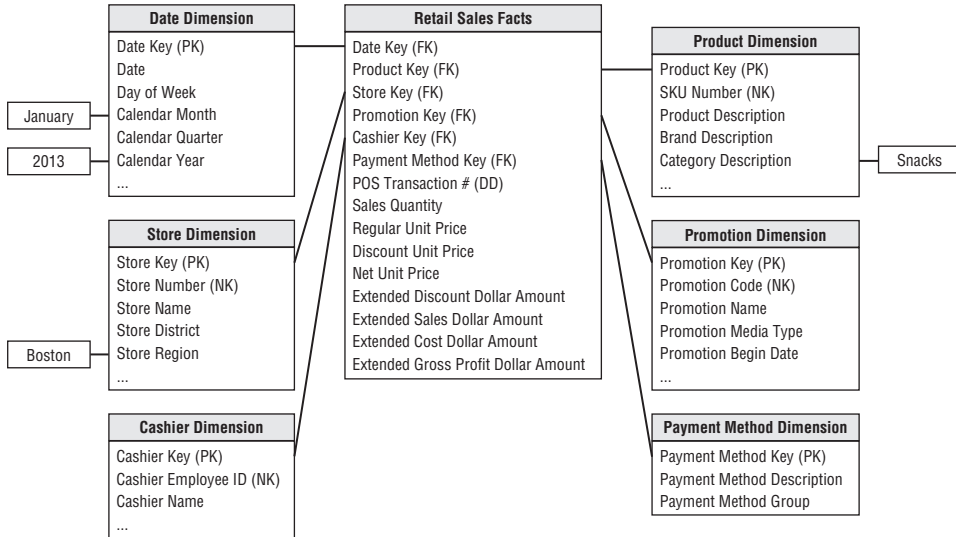 Date Dimension
Date Key (PK)
Date
Day of Week
Calendar Month
Calendar Quarter
Calendar Year
...
January
2013
Store Dimension
Store Key (PK)
Store Number (NK)
Store Name
Store District
Store Region
...
Boston
Cashier Dimension
Cashier Key (PK)
Cashier Employee ID (NK)
Cashier Name
...
Retail Sales Facts
Date Key (FK)
Product Key (FK)
Store Key (FK)
Promotion Key (FK)
Cashier Key (FK)
Payment Method Key (FK)
POS Transaction # (DD)
Sales Quantity
Regular Unit Price
Discount Unit Price
Net Unit Price
Extended Discount Dollar Amount
Extended Sales Dollar Amount
Extended Cost Dollar Amount
Extended Gross Profit Dollar Amount
Product Dimension
Product Key (PK)
SKU Number (NK)
Product Description
Brand Description
Category Description
...
Snacks
Promotion Dimension
Promotion Key (PK)
Promotion Code (NK)
Promotion Name
Promotion Media Type
Promotion Begin Date
...
Payment Method Dimension
Payment Method Key (PK)
Payment Method Description
Payment Method Group